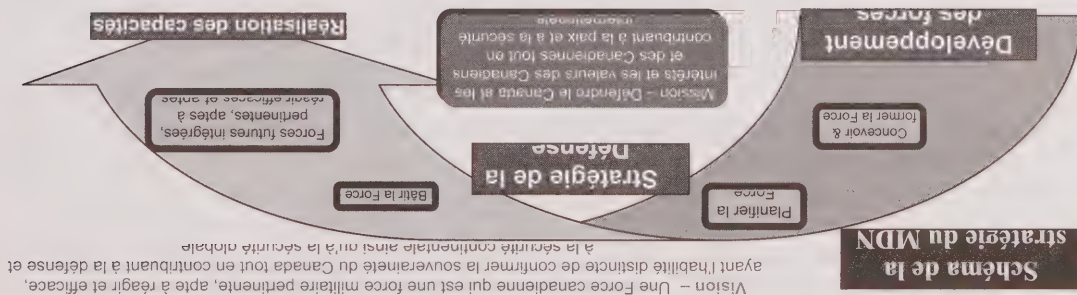 Schéma de la
stratégie du MDN
Vision – Une Force canadienne qui est une force militaire pertinente, apte à réagir et efficace,
ayant l'habilité distincte de confirmer la souveraineté du Canada tout en contribuant à la défense et
à la sécurité continentale ainsi qu'à la sécurité globale
Planifier la
Force
Bâtir la Force
Stratégie de la
Défense
Concevoir &
former la Force
Forces futures intégrées,
pertinentes, aptes à
réagir efficaces et
Mission – Défendre le Canada et les
intérêts et les valeurs des Canadiens
et des Canadiennes tout en
contribuant à la paix et à la sécurité
internationale
Développement
des forces
Réalisation des capacités